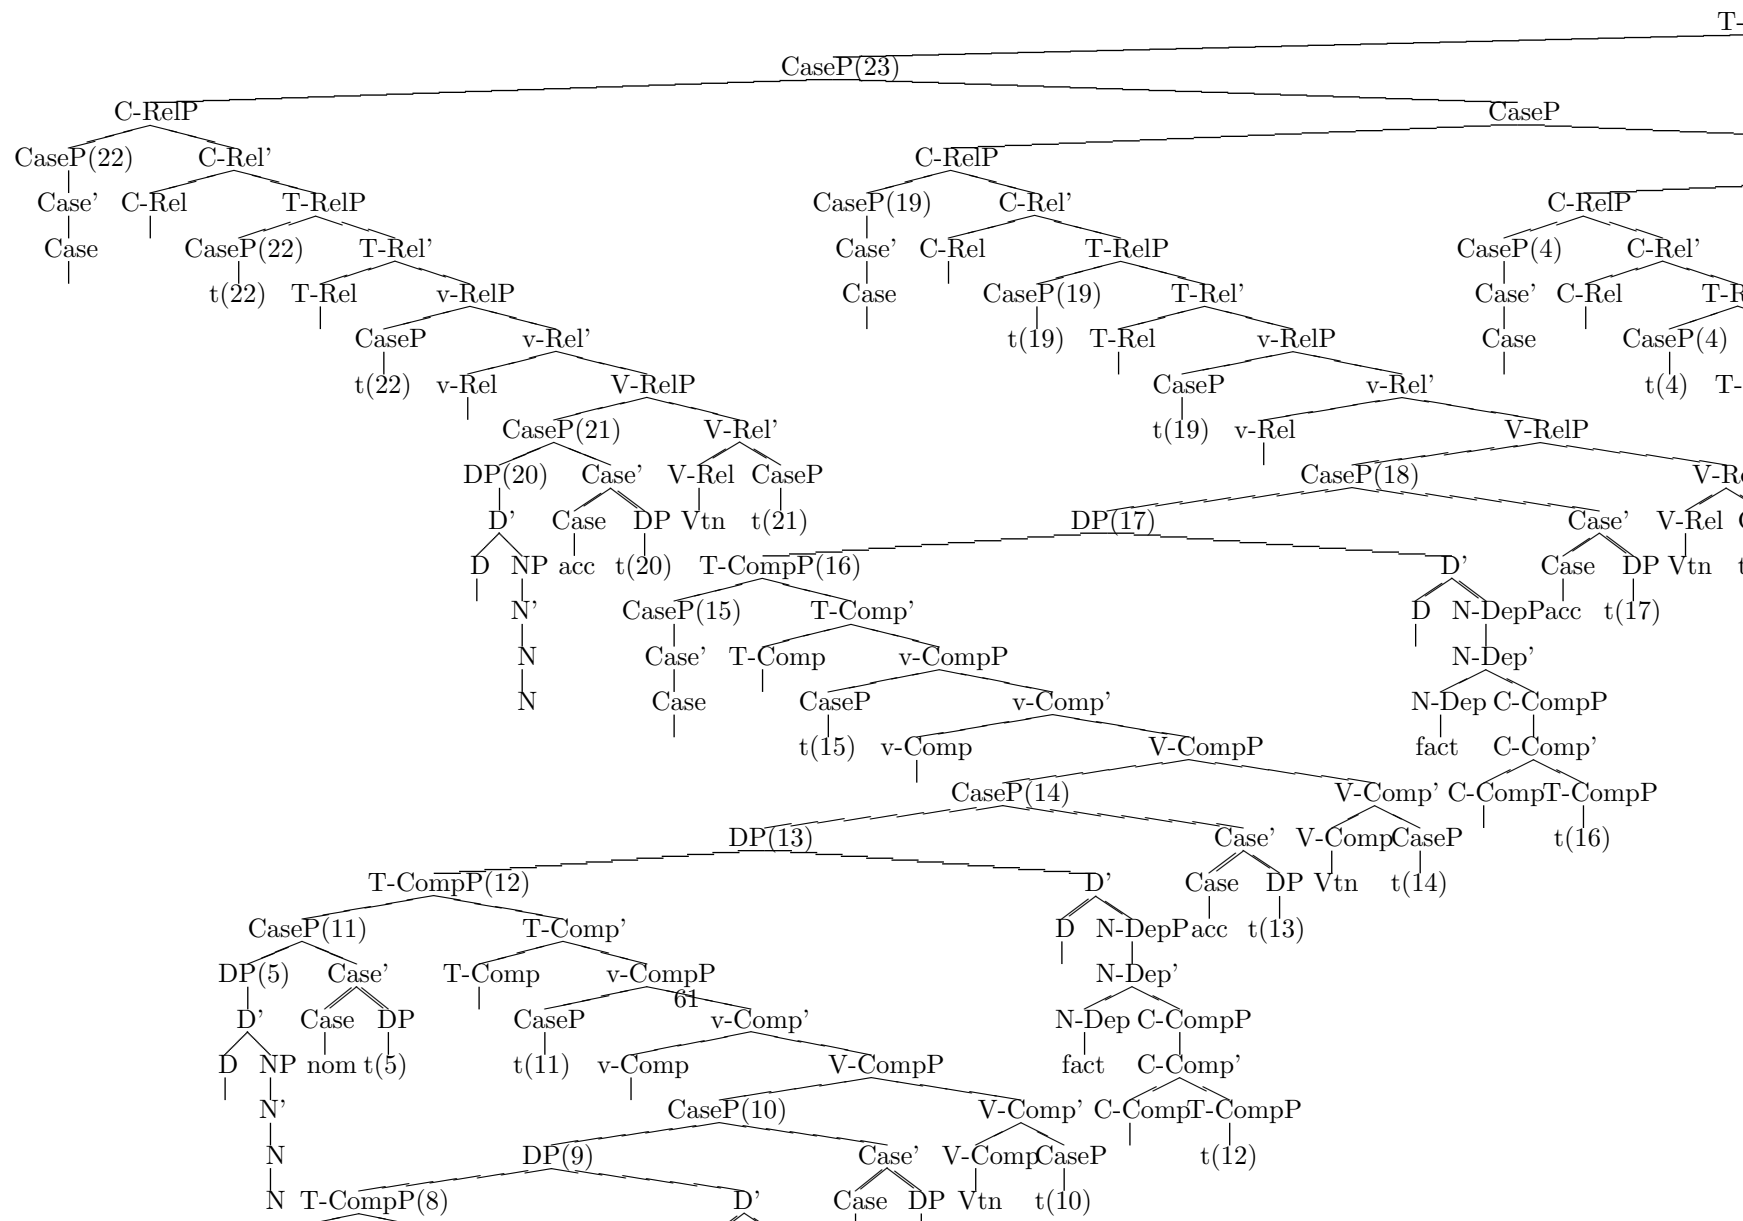 T-
CaseP(23)
C-RelP CaseP
CaseP(22) C-Rel' C-RelP
Case' C-Rel T-RelP CaseP(19) C-Rel' C-RelP
Case CaseP(22) T-Rel' Case' C-Rel T-RelP CaseP(4) C-Rel'
t(22) T-Rel v-RelP Case CaseP(19) T-Rel' Case' C-Rel T-R
CaseP v-Rel' t(19) T-Rel v-RelP Case CaseP(4)
t(22) v-Rel V-RelP CaseP v-Rel' t(4) T-
CaseP(21) V-Rel' t(19) v-Rel V-RelP
DP(20) Case' V-Rel CaseP CaseP(18) V-Re
D' Case DP Vtn t(21) DP(17) Case' V-Rel
D NP acc t(20) T-CompP(16) D' Case DP Vtn t
N' CaseP(15) T-Comp' D N-DepP acc t(17)
N Case' T-Comp v-CompP N-Dep'
N Case CaseP v-Comp' N-Dep C-CompP
t(15) v-Comp V-CompP fact C-Comp'
CaseP(14) V-Comp' C-Comp T-CompP
DP(13) Case' V-Comp CaseP t(16)
T-CompP(12) D' Case DP Vtn t(14)
CaseP(11) T-Comp' D N-DepP acc t(13)
DP(5) Case' T-Comp v-CompP N-Dep'
61
D' Case DP CaseP v-Comp' N-Dep C-CompP
D NP nom t(5) t(11) v-Comp V-CompP fact C-Comp'
N' CaseP(10) V-Comp' C-Comp T-CompP
N DP(9) Case' V-Comp CaseP t(12)
N T-CompP(8) D' Case DP Vtn t(10)